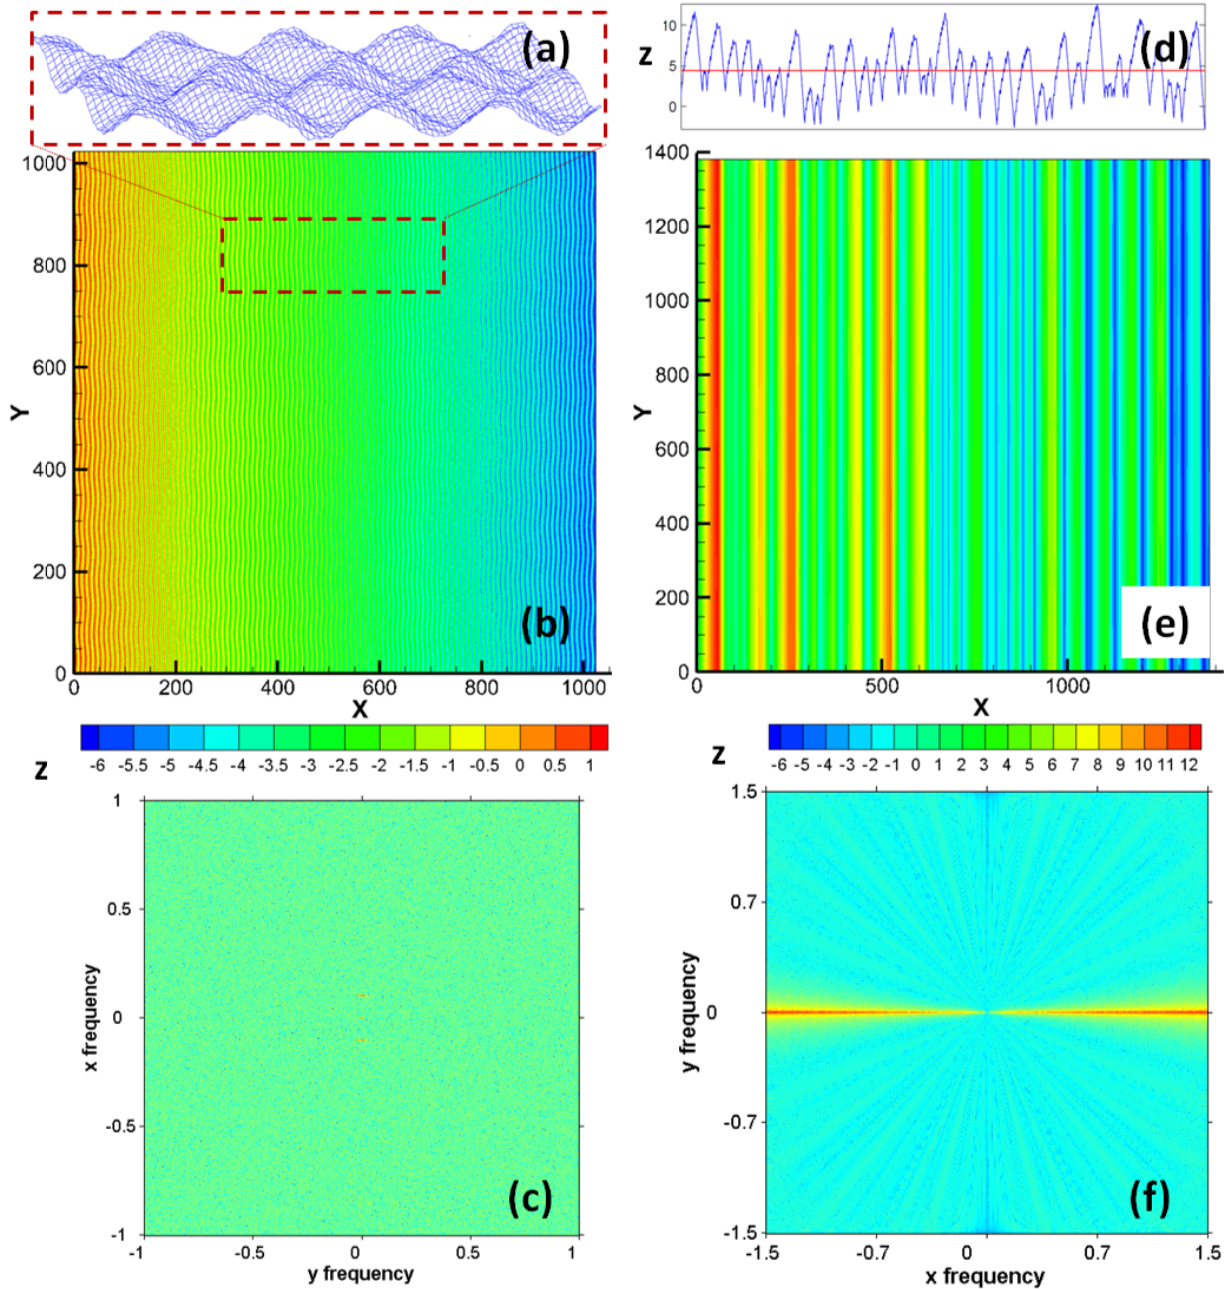 (a)
(d)
z
10
5
0
1000
800
600
400
200
0
Y
(b)
0 200 400 600 800 1000
X
1400
1200
1000
800
600
400
200
0
Y
(e)
0 500 1000
X
z
-6 -5.5 -5 -4.5 -4 -3.5 -3 -2.5 -2 -1.5 -1 -0.5 0 0.5 1
z
-6 -5 -4 -3 -2 -1 0 1 2 3 4 5 6 7 8 9 10 11 12
1
0.5
0
-0.5
-1
x frequency
(c)
-1 -0.5 0 0.5 1
y frequency
1.5
0.7
0
-0.7
-1.5
y frequency
(f)
-1.5 -0.7 0 0.7 1.5
x frequency